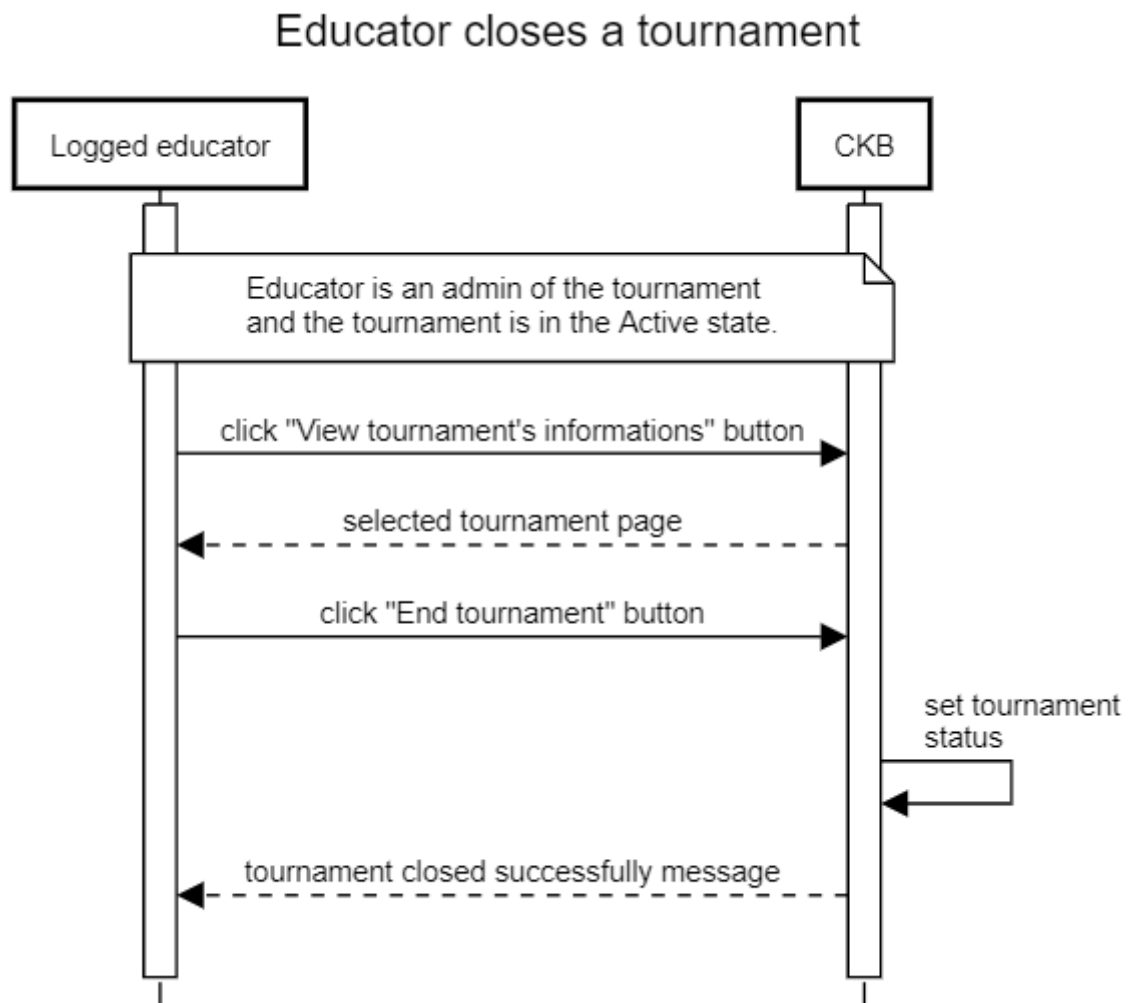 Educator closes a tournament
Logged educator
CKB
Educator is an admin of the tournament
and the tournament is in the Active state.
click "View tournament's informations" button
selected tournament page
click "End tournament" button
set tournament
status
tournament closed successfully message